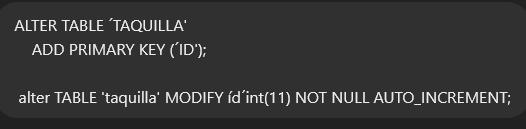 ALTER TABLE ´TAQUILLA'
ADD PRIMARY KEY (´ID');
alter TABLE 'taquilla' MODIFY íd´int(11) NOT NULL AUTO_INCREMENT;